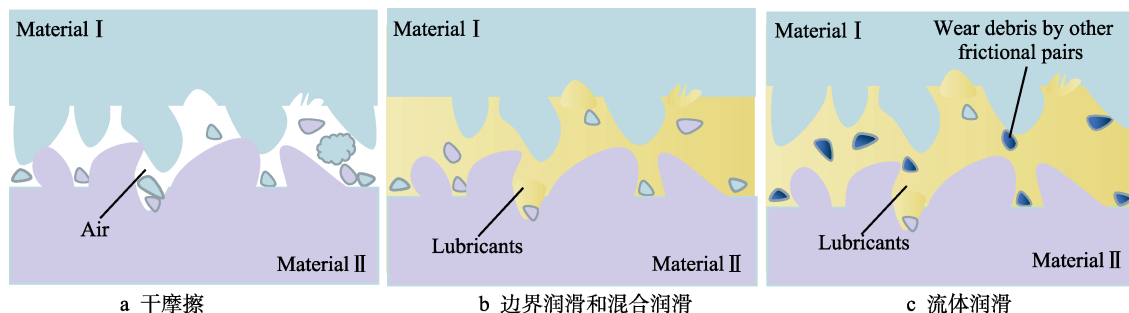 Material Ⅰ
Air
Material Ⅱ
a 干摩擦
Material Ⅰ
Lubricants
Material Ⅱ
b 边界润滑和混合润滑
Material Ⅰ
Wear debris by other
frictional pairs
Lubricants
Material Ⅱ
c 流体润滑